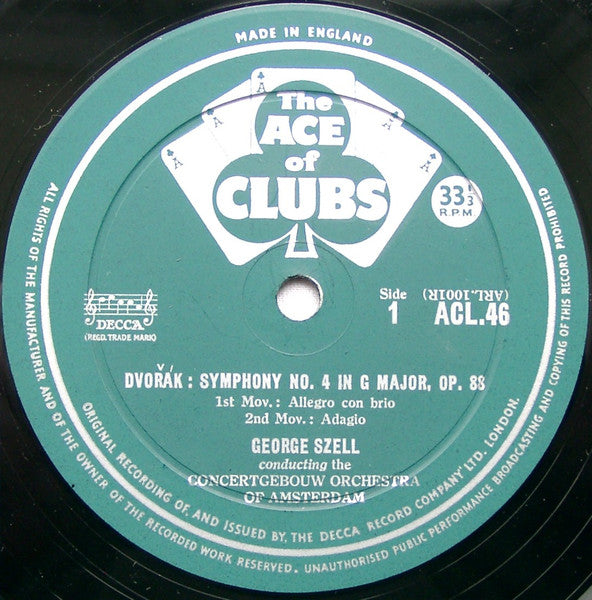 MADE IN ENGLAND
A
A
A
A
The
ACE
of
CLUBS
33⅓
R.P.M.
DECCA
(REGD. TRADE MARK)
Side
1
(ARL.1001R)
ACL.46
DVOŘÁK : SYMPHONY NO. 4 IN G MAJOR, OP. 88
1st Mov.: Allegro con brio
2nd Mov.: Adagio
GEORGE SZELL
conducting the
CONCERTGEBOUW ORCHESTRA
OF AMSTERDAM
ALL RIGHTS OF THE MANUFACTURER AND OF THE OWNER OF THE RECORDED WORK RESERVED. UNAUTHORISED PUBLIC PERFORMANCE BROADCASTING AND COPYING OF THIS RECORD PROHIBITED
ORIGINAL RECORDING OF, AND ISSUED BY, THE DECCA RECORD COMPANY LTD. LONDON.